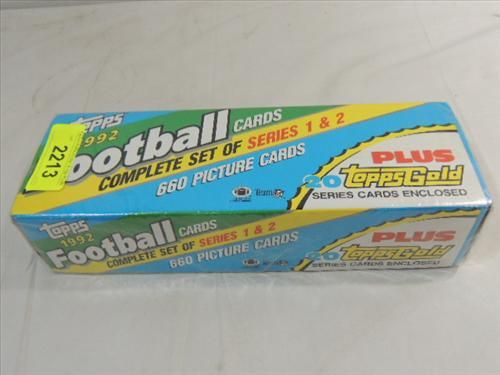 TOPPS
1992
2213
Football CARDS
COMPLETE SET OF SERIES 1 & 2
660 PICTURE CARDS
PLUS
20 Topps Gold
SERIES CARDS ENCLOSED
TOPPS
1992
Football CARDS
COMPLETE SET OF SERIES 1 & 2
660 PICTURE CARDS
PLUS
20 Topps Gold
SERIES CARDS ENCLOSED